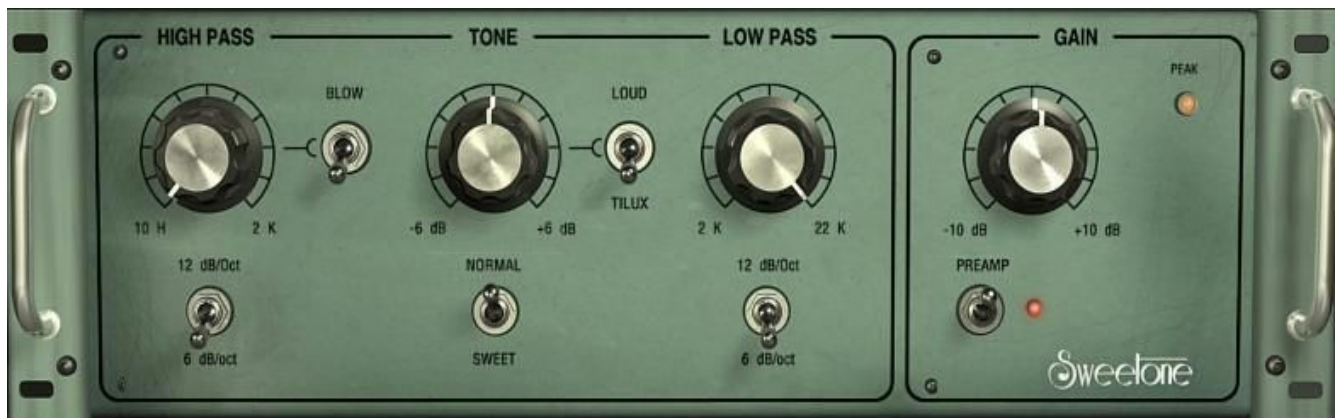 HIGH PASS
TONE
LOW PASS
GAIN
PEAK
BLOW
LOUD
TILUX
10 H
2 K
-6 dB
+6 dB
2 K
22 K
-10 dB
+10 dB
12 dB/Oct
NORMAL
12 dB/Oct
PREAMP
6 dB/oct
SWEET
6 dB/oct
Sweetone